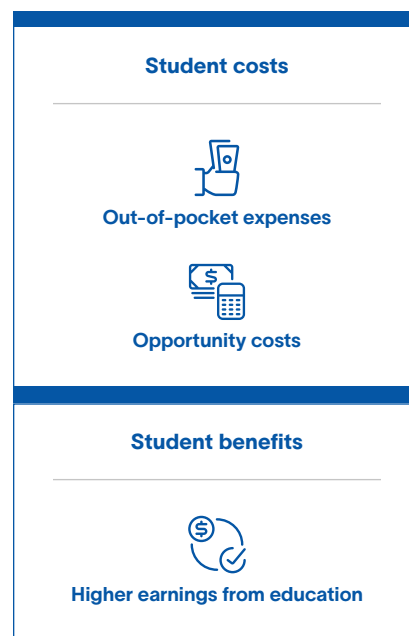 Student costs
Out-of-pocket expenses
$
Opportunity costs
Student benefits
$
Higher earnings from education